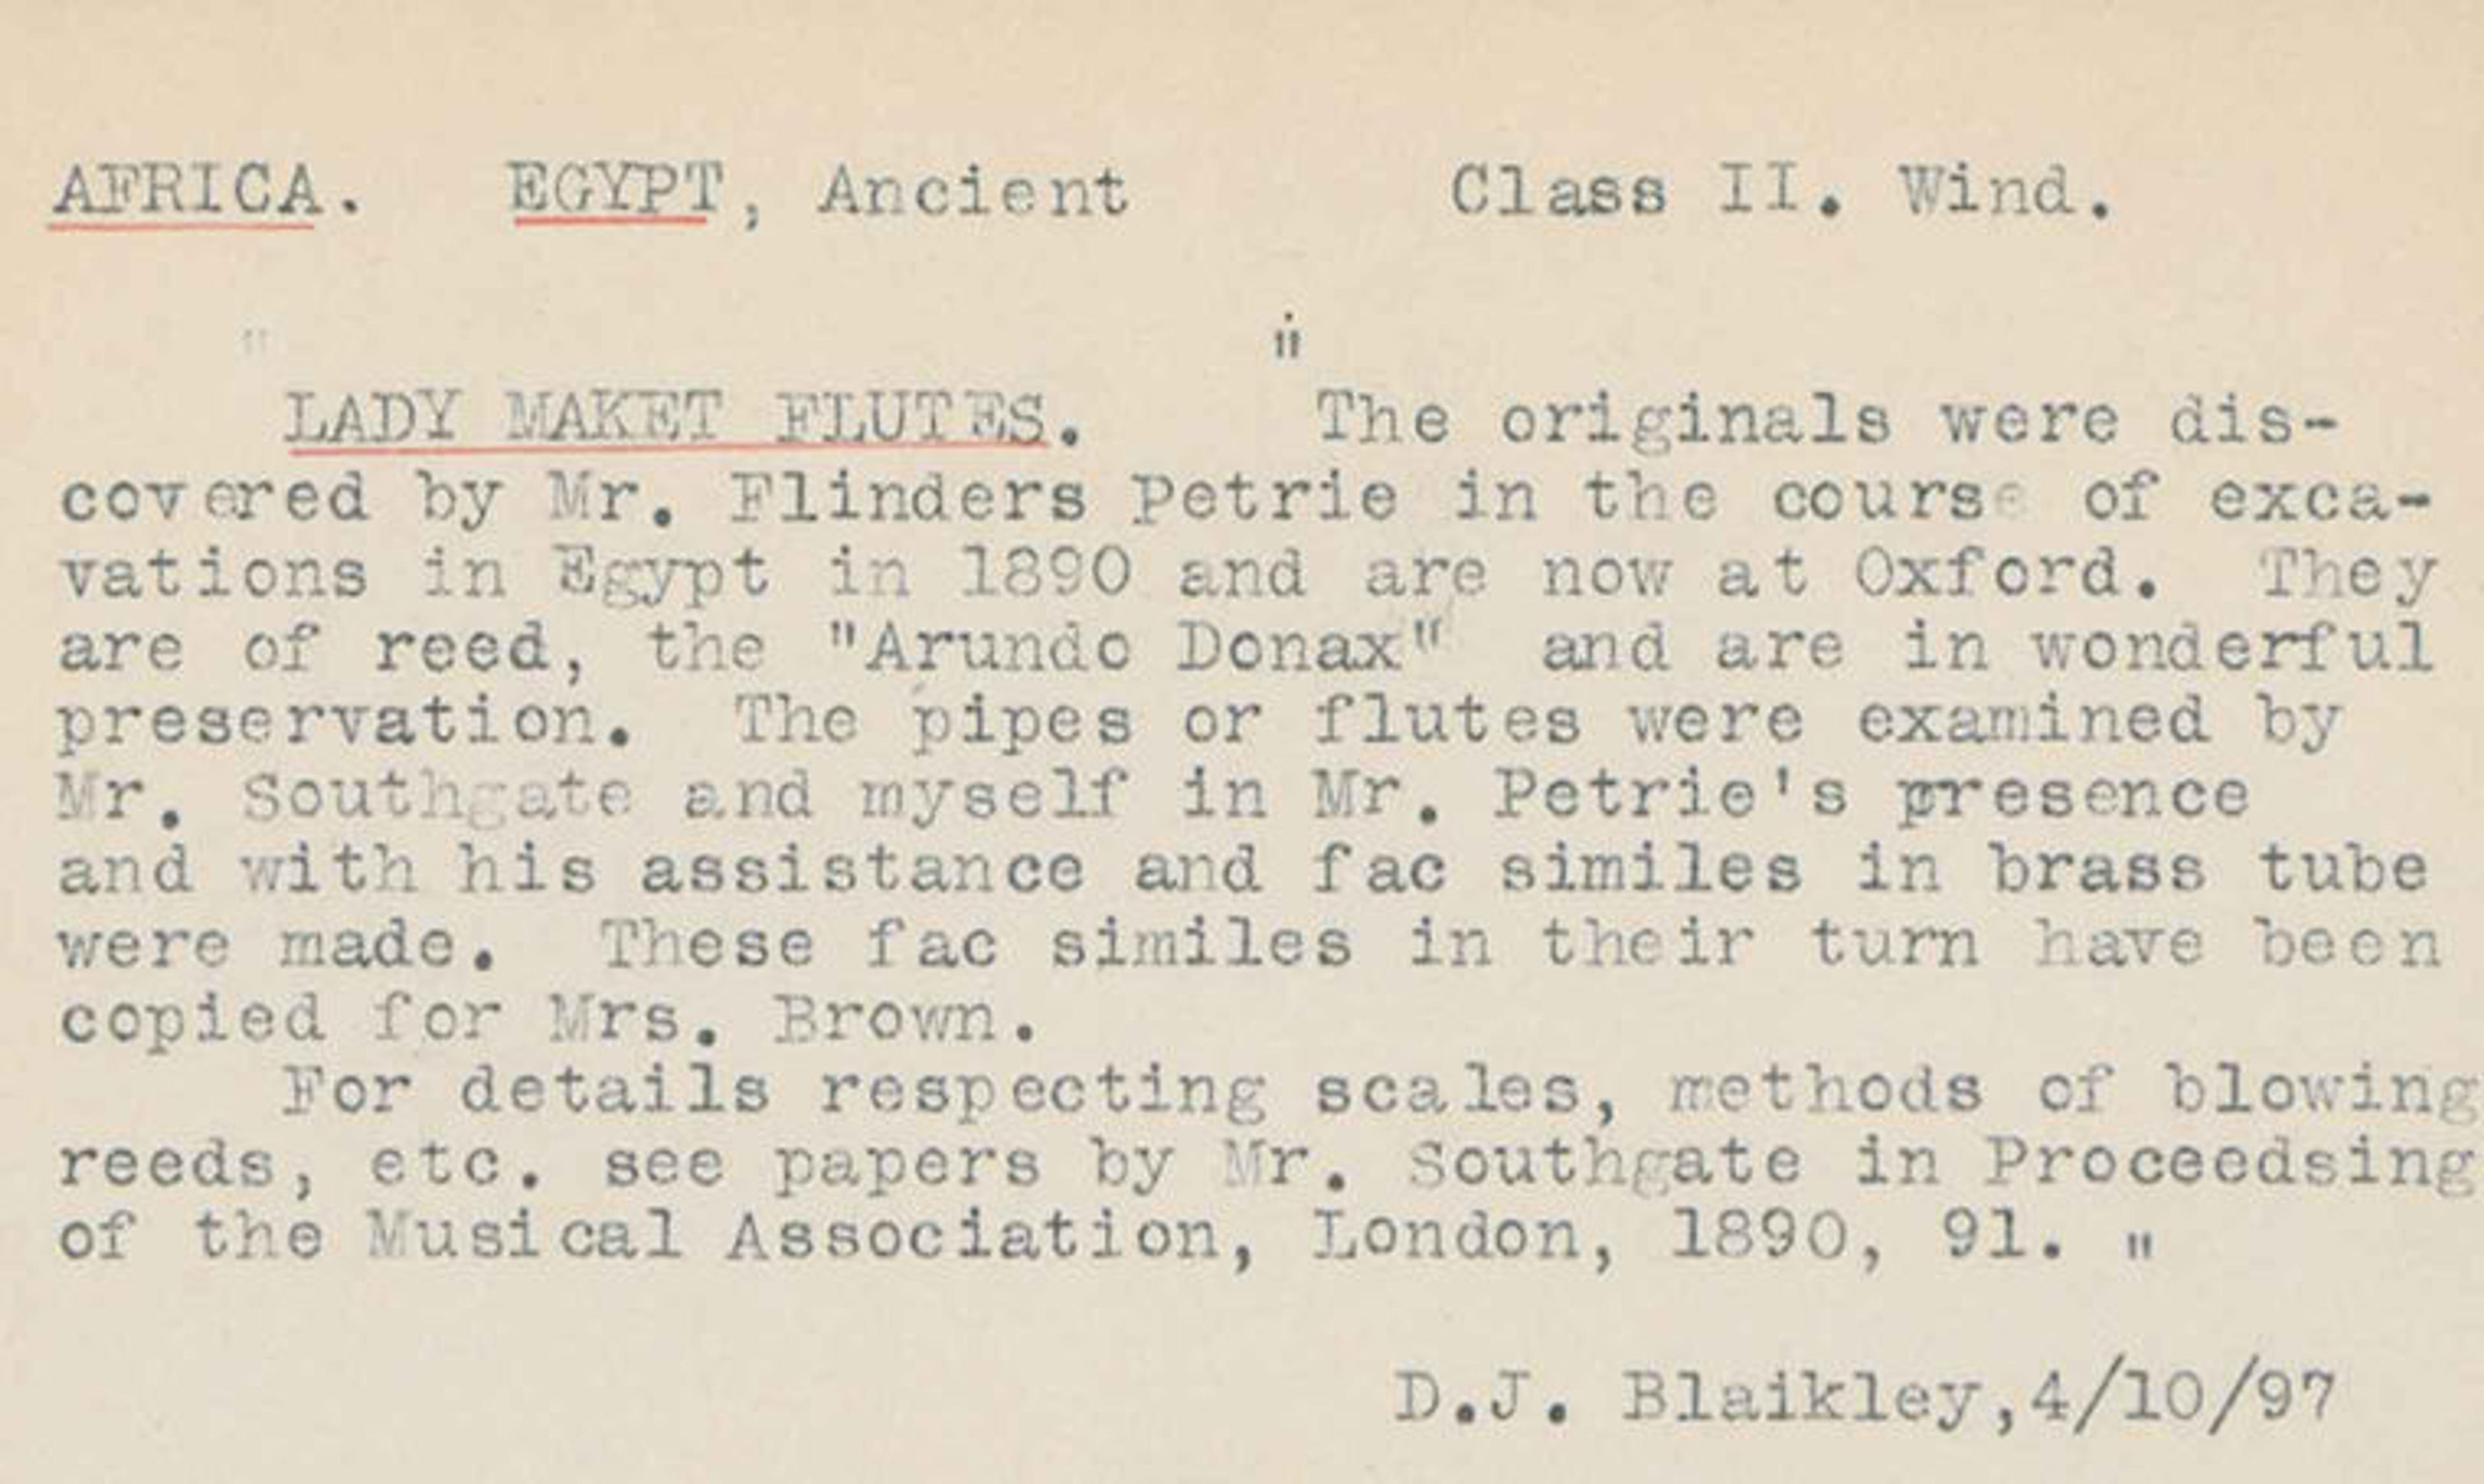 AFRICA. EGYPT, Ancient Class II. Wind.
" "
LADY MAKET FLUTES. The originals were dis-
covered by Mr. Flinders Petrie in the course of exca-
vations in Egypt in 1890 and are now at Oxford. They
are of reed, the "Arundo Donax" and are in wonderful
preservation. The pipes or flutes were examined by
Mr. Southgate and myself in Mr. Petrie's presence
and with his assistance and fac similes in brass tube
were made. These fac similes in their turn have been
copied for Mrs. Brown.
For details respecting scales, methods of blowing
reeds, etc. see papers by Mr. Southgate in Proceedsing
of the Musical Association, London, 1890, 91. "
D.J. Blaikley,4/10/97